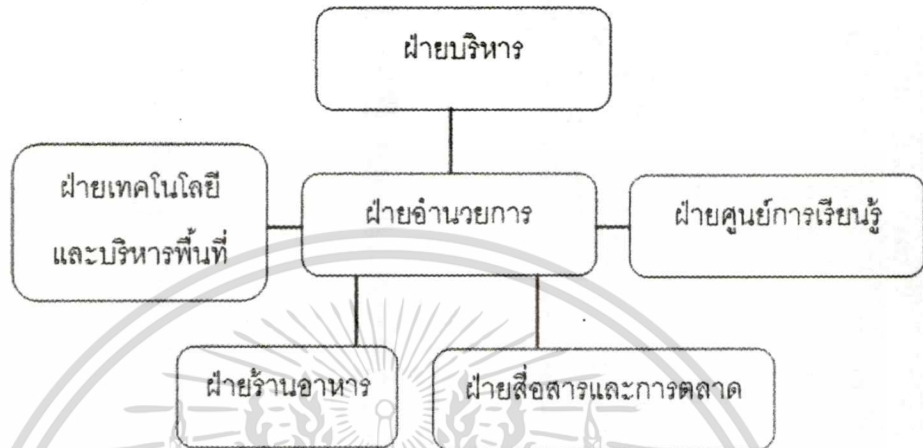 ฝ่ายบริหาร
ฝ่ายเทคโนโลยี
และบริหารพื้นที่
ฝ่ายอำนวยการ
ฝ่ายศูนย์การเรียนรู้
ฝ่ายร้านอาหาร
ฝ่ายสื่อสารและการตลาด